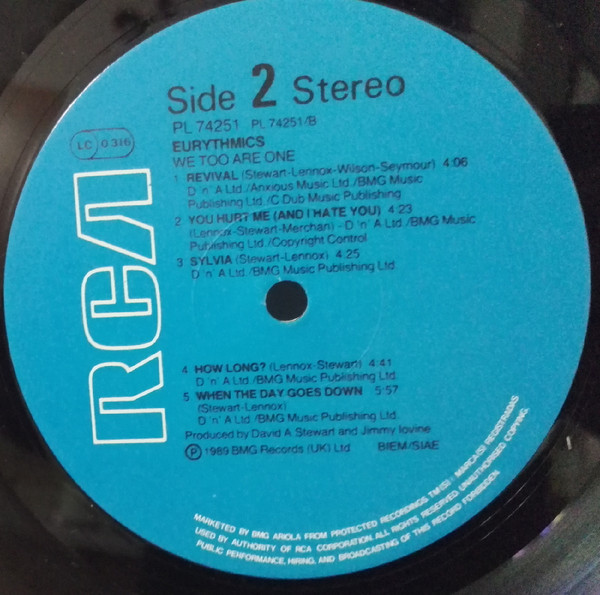 Side 2 Stereo
PL 74251 PL 74251/B
LC 0316
EURYTHMICS
WE TOO ARE ONE
1 REVIVAL (Stewart-Lennox-Wilson-Seymour) 4:06
D 'n' A Ltd./Anxious Music Ltd./BMG Music
Publishing Ltd./C Dub Music Publishing
2. YOU HURT ME (AND I HATE YOU) 4:23
(Lennox-Stewart-Merchan) - D 'n' A Ltd./BMG Music
Publishing Ltd./Copyright Control
3 SYLVIA (Stewart-Lennox) 4:25
D 'n' A Ltd./BMG Music Publishing Ltd.
RCA
4. HOW LONG? (Lennox-Stewart) 4:41
D 'n' A Ltd./BMG Music Publishing Ltd.
5. WHEN THE DAY GOES DOWN 5:57
(Stewart-Lennox)
D 'n' A Ltd./BMG Music Publishing Ltd.
Produced by David A Stewart and Jimmy Iovine
Ⓟ 1989 BMG Records (UK) Ltd BIEM/SIAE
MARKETED BY BMG ARIOLA FROM PROTECTED RECORDINGS TM(S) ® MARCA(S) REGISTRADAS
USED BY AUTHORITY OF RCA CORPORATION. ALL RIGHTS RESERVED. UNAUTHORISED COPYING,
PUBLIC PERFORMANCE, HIRING, AND BROADCASTING OF THIS RECORD FORBIDDEN.